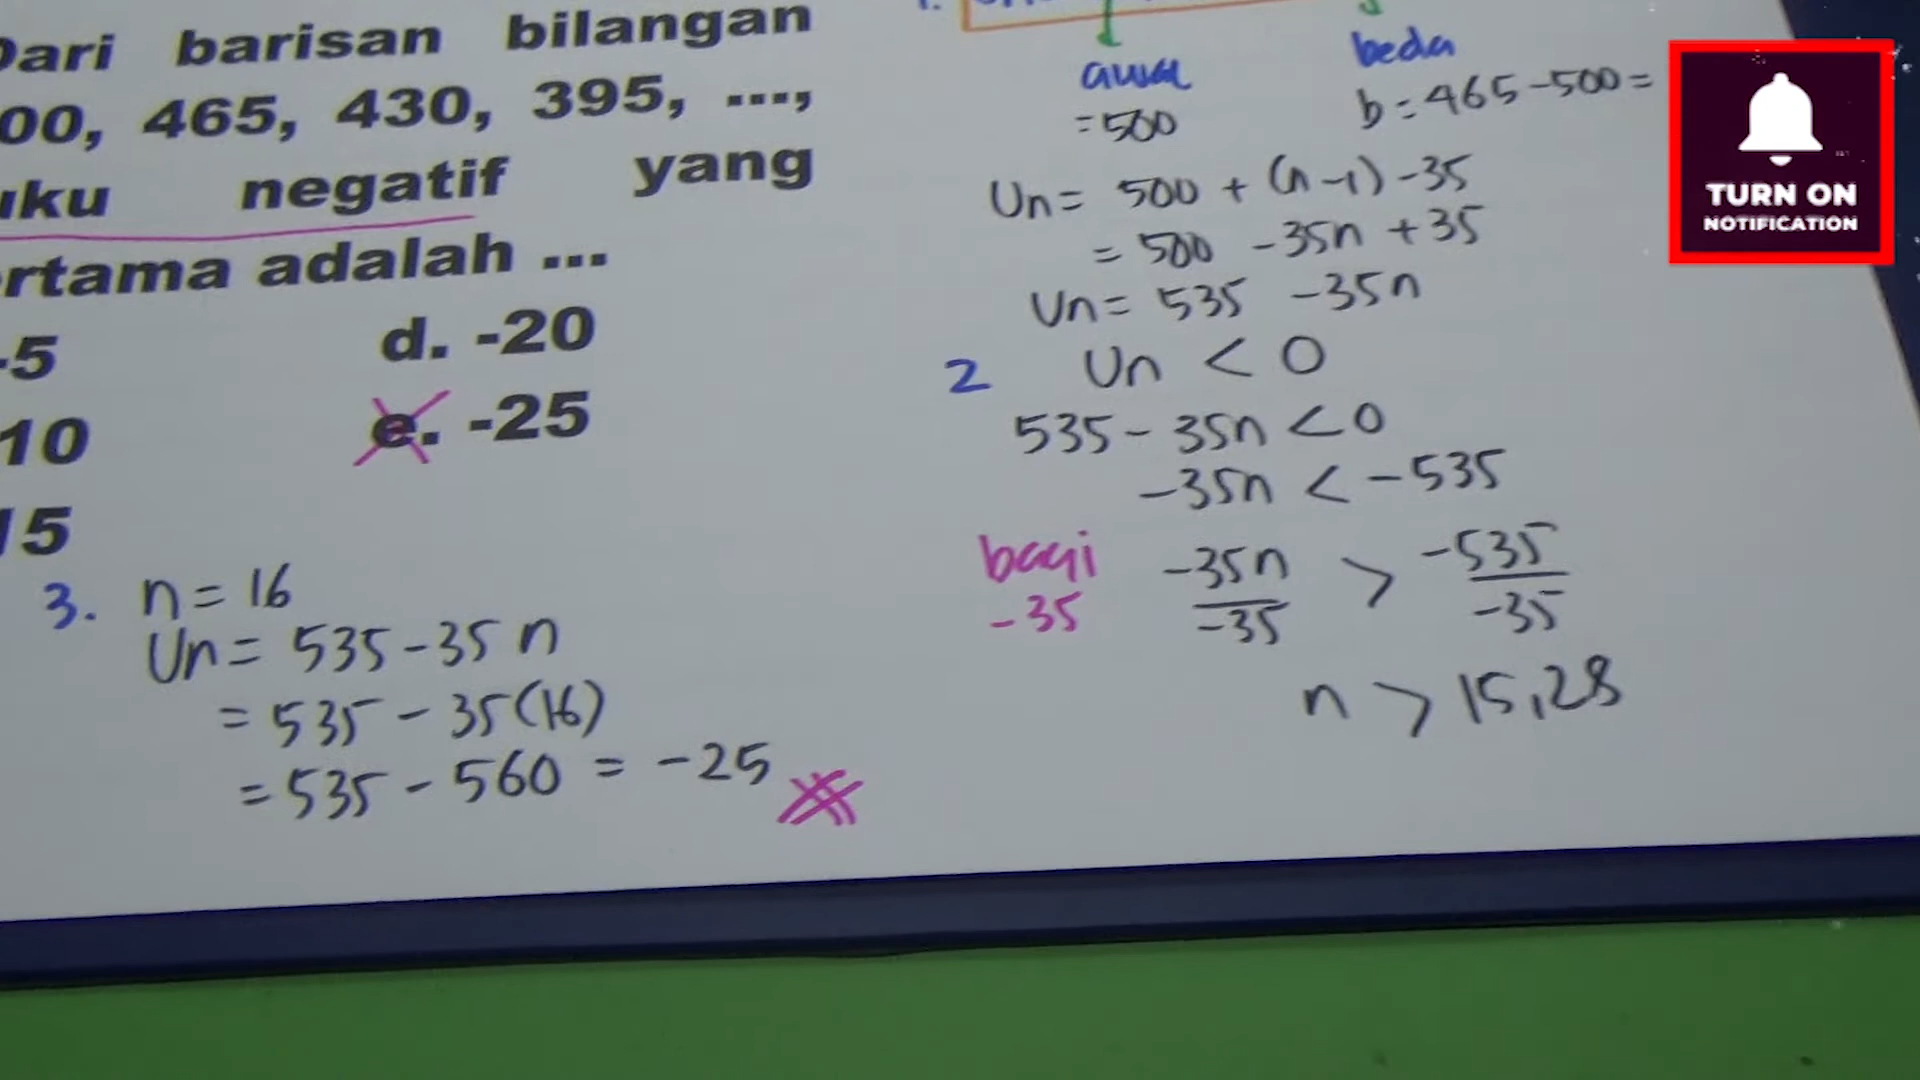 Dari barisan bilangan
00, 465, 430, 395, ...,
uku negatif yang
ertama adalah ...
-5
d. -20
10
e. -25
15
3. n = 16
Un = 535 - 35 n
= 535 - 35(16)
= 535 - 560 = -25
1.
awal
= 500
beda
b = 465 - 500 =
Un = 500 + (n-1) -35
= 500 - 35n + 35
Un = 535 - 35n
2 Un < 0
535 - 35n < 0
-35n < -535
bagi
-35
-35n > -535
-35 -35
n > 15,28
TURN ON
NOTIFICATION